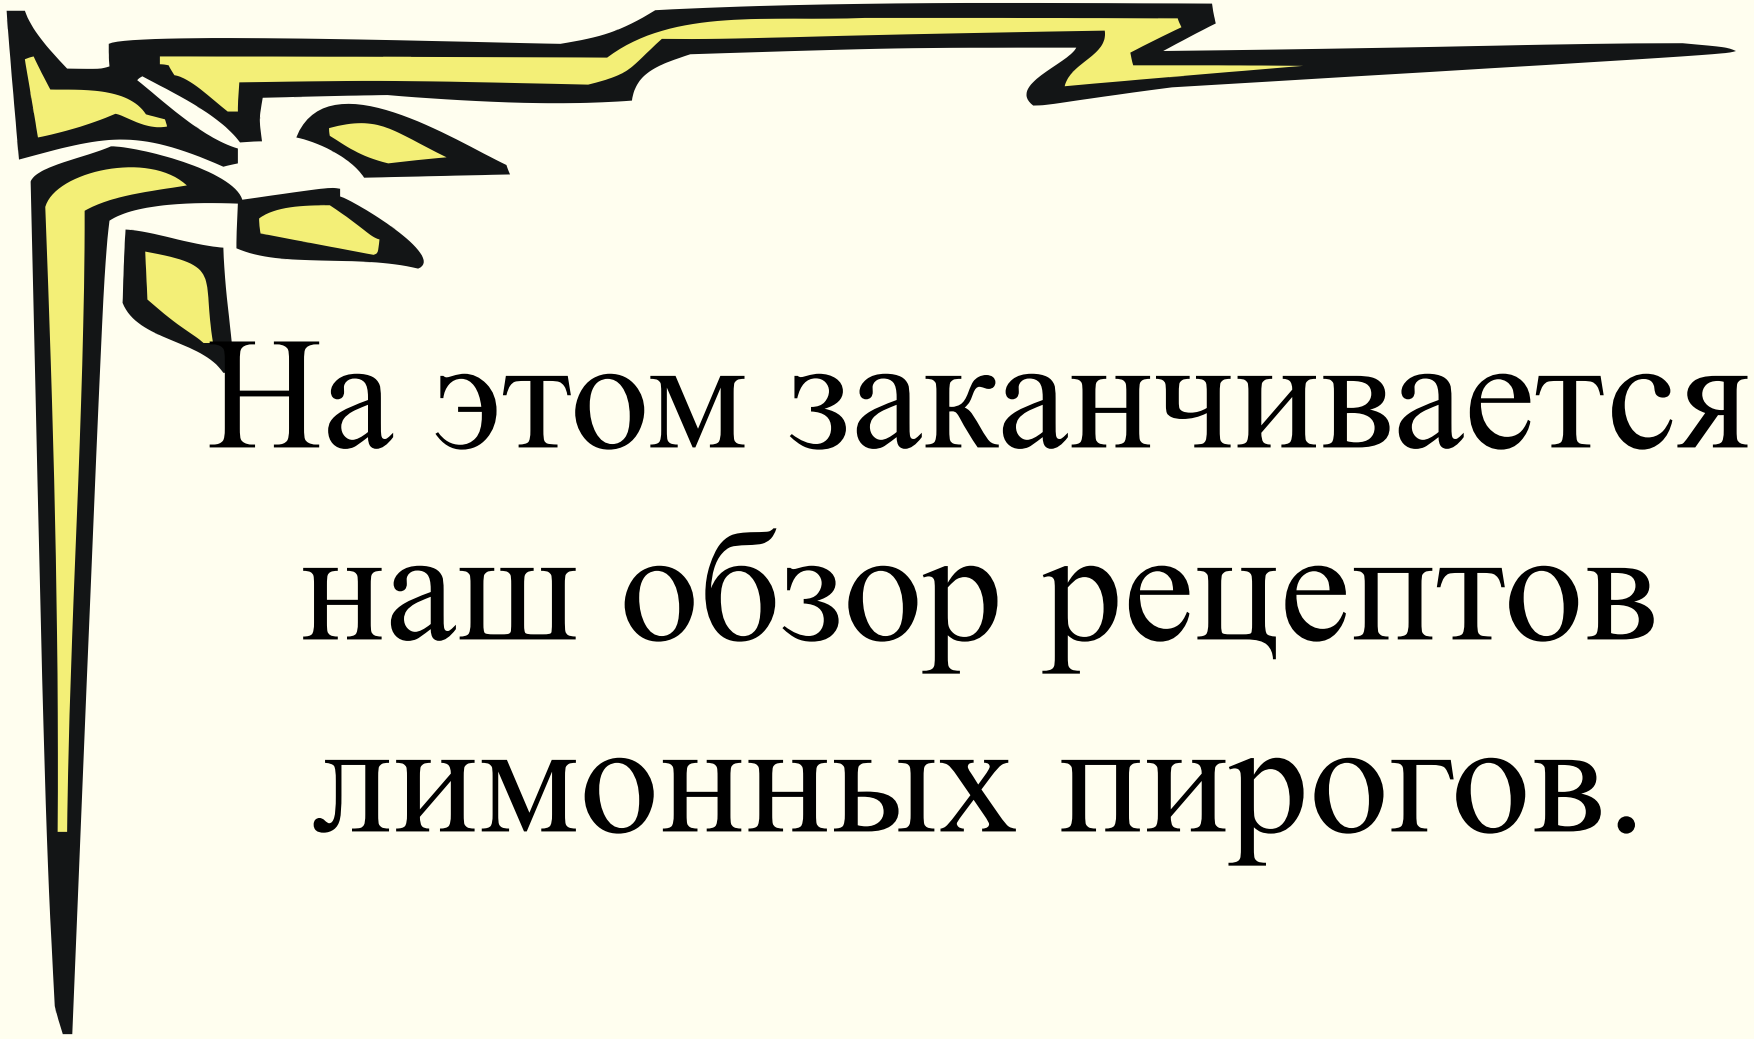 На этом заканчивается
наш обзор рецептов
лимонных пирогов.